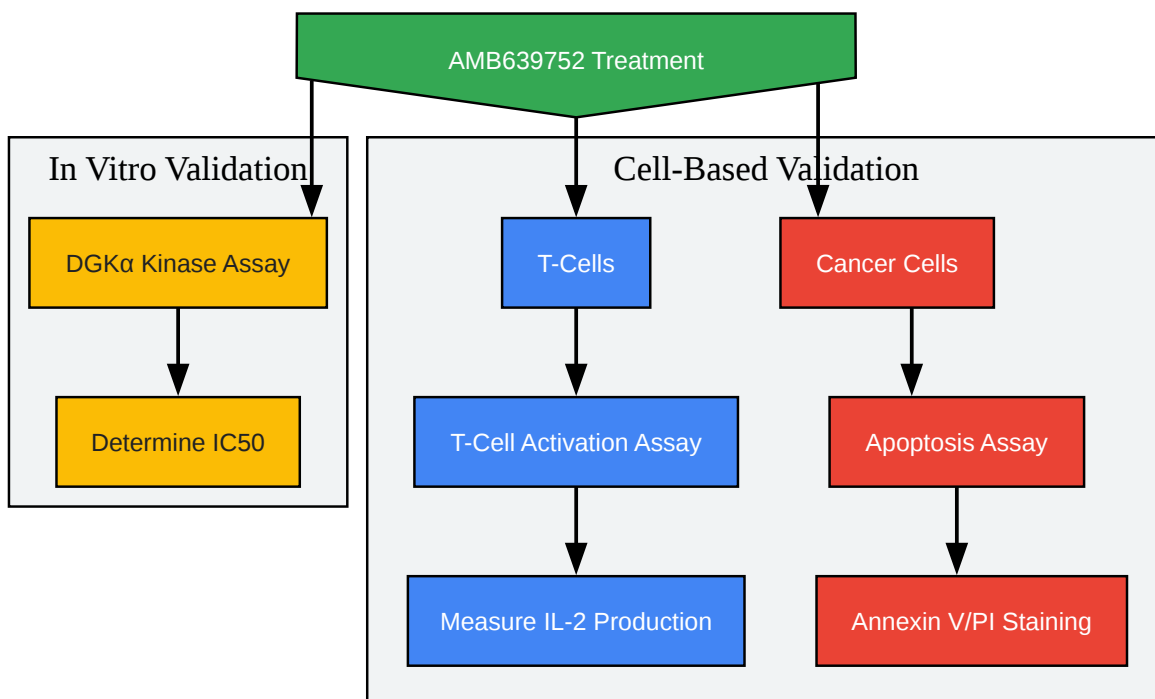 AMB639752 Treatment
In Vitro Validation
Cell-Based Validation
DGKα Kinase Assay
T-Cells
Cancer Cells
Determine IC50
T-Cell Activation Assay
Apoptosis Assay
Measure IL-2 Production
Annexin V/PI Staining